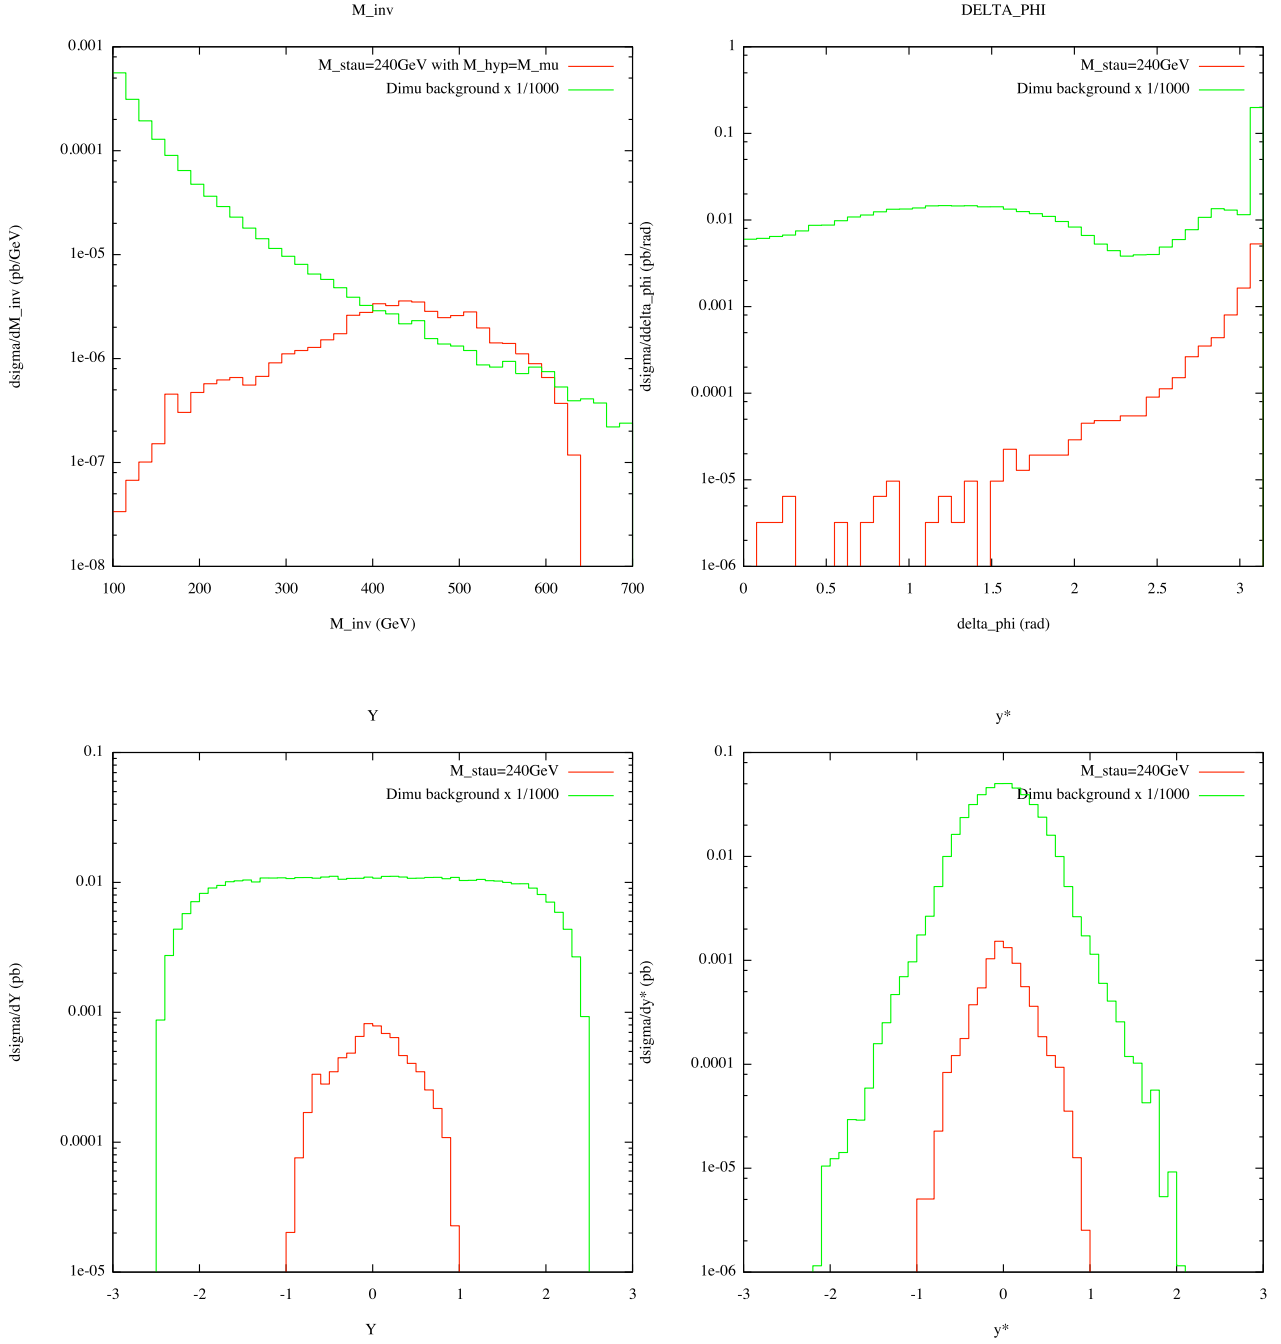 M_inv
0.001
0.0001
1e-05
1e-06
1e-07
1e-08
dsigma/dM_inv (pb/GeV)
M_stau=240GeV with M_hyp=M_mu
Dimu background x 1/1000
100 200 300 400 500 600 700
M_inv (GeV)
DELTA_PHI
1
0.1
0.01
0.001
0.0001
1e-05
1e-06
dsigma/ddelta_phi (pb/rad)
M_stau=240GeV
Dimu background x 1/1000
0 0.5 1 1.5 2 2.5 3
delta_phi (rad)
Y
0.1
0.01
0.001
0.0001
1e-05
dsigma/dY (pb)
M_stau=240GeV
Dimu background x 1/1000
-3 -2 -1 0 1 2 3
Y
y*
0.1
0.01
0.001
0.0001
1e-05
1e-06
dsigma/dy* (pb)
M_stau=240GeV
Dimu background x 1/1000
-3 -2 -1 0 1 2 3
y*